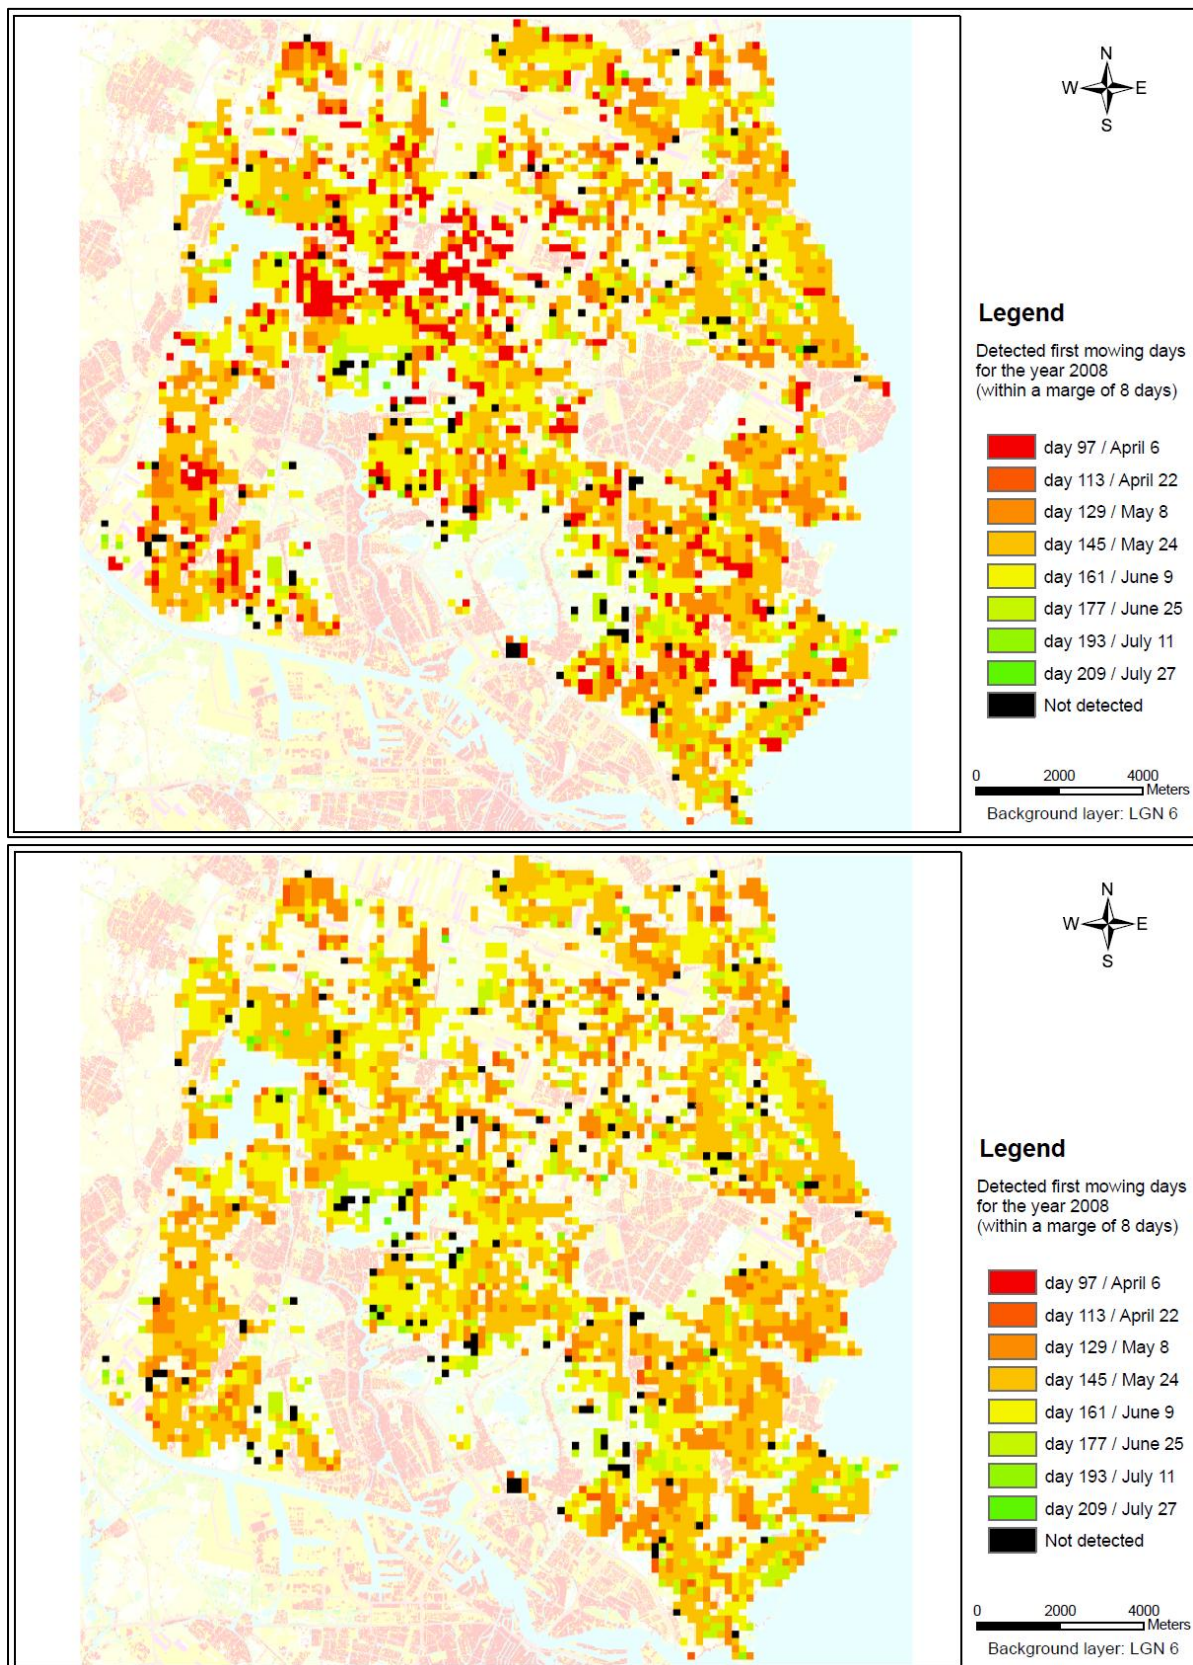 N
W E
S
Legend
Detected first mowing days
for the year 2008
(within a marge of 8 days)
day 97 / April 6
day 113 / April 22
day 129 / May 8
day 145 / May 24
day 161 / June 9
day 177 / June 25
day 193 / July 11
day 209 / July 27
Not detected
0 2000 4000
Meters
Background layer: LGN 6
N
W E
S
Legend
Detected first mowing days
for the year 2008
(within a marge of 8 days)
day 97 / April 6
day 113 / April 22
day 129 / May 8
day 145 / May 24
day 161 / June 9
day 177 / June 25
day 193 / July 11
day 209 / July 27
Not detected
0 2000 4000
Meters
Background layer: LGN 6